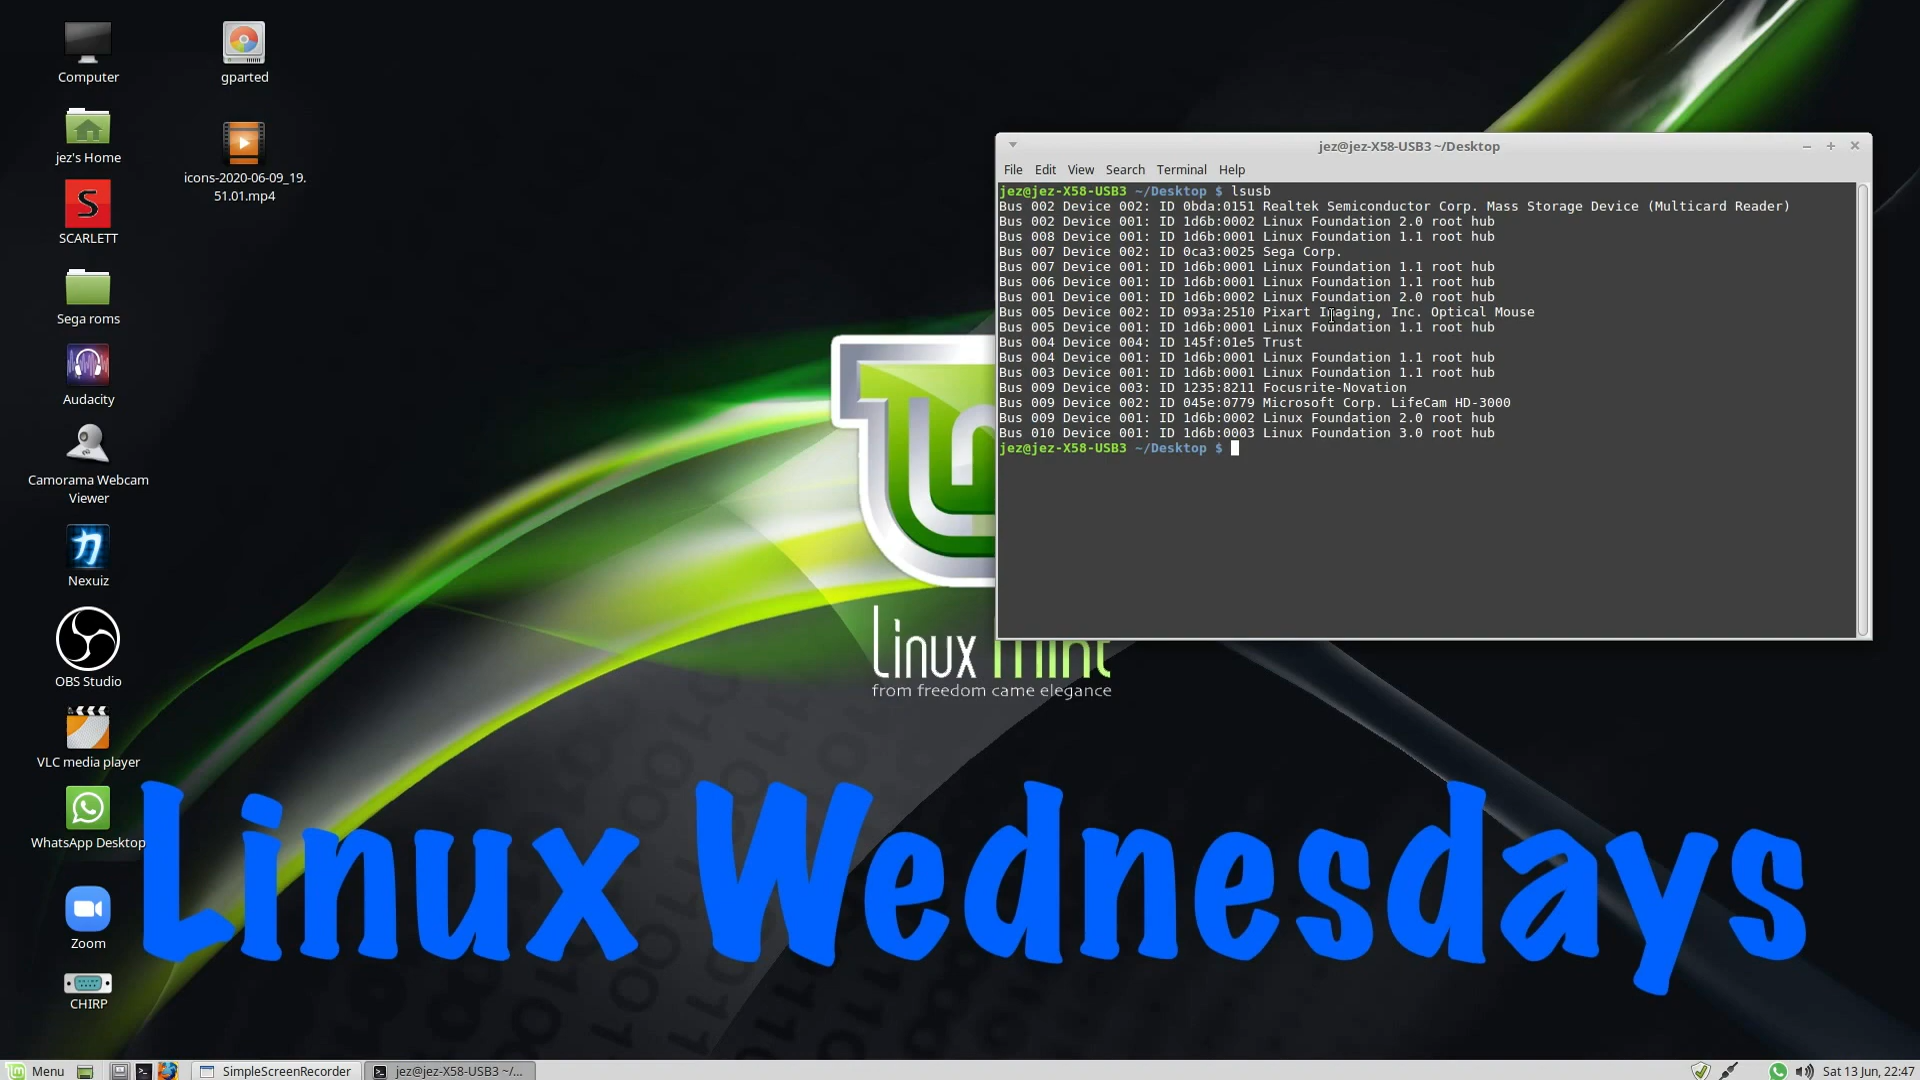 Computer
gparted
jez's Home
icons-2020-06-09_19.
51.01.mp4
SCARLETT
Sega roms
Audacity
Camorama Webcam
Viewer
Nexuiz
OBS Studio
VLC media player
WhatsApp Desktop
Zoom
CHIRP
jez@jez-X58-USB3 ~/Desktop
File Edit View Search Terminal Help
jez@jez-X58-USB3 ~/Desktop $ lsusb
Bus 002 Device 002: ID 0bda:0151 Realtek Semiconductor Corp. Mass Storage Device (Multicard Reader)
Bus 002 Device 001: ID 1d6b:0002 Linux Foundation 2.0 root hub
Bus 008 Device 001: ID 1d6b:0001 Linux Foundation 1.1 root hub
Bus 007 Device 002: ID 0ca3:0025 Sega Corp.
Bus 007 Device 001: ID 1d6b:0001 Linux Foundation 1.1 root hub
Bus 006 Device 001: ID 1d6b:0001 Linux Foundation 1.1 root hub
Bus 001 Device 001: ID 1d6b:0002 Linux Foundation 2.0 root hub
Bus 005 Device 002: ID 093a:2510 Pixart Imaging, Inc. Optical Mouse
Bus 005 Device 001: ID 1d6b:0001 Linux Foundation 1.1 root hub
Bus 004 Device 004: ID 145f:01e5 Trust
Bus 004 Device 001: ID 1d6b:0001 Linux Foundation 1.1 root hub
Bus 003 Device 001: ID 1d6b:0001 Linux Foundation 1.1 root hub
Bus 009 Device 003: ID 1235:8211 Focusrite-Novation
Bus 009 Device 002: ID 045e:0779 Microsoft Corp. LifeCam HD-3000
Bus 009 Device 001: ID 1d6b:0002 Linux Foundation 2.0 root hub
Bus 010 Device 001: ID 1d6b:0003 Linux Foundation 3.0 root hub
jez@jez-X58-USB3 ~/Desktop $
Linux mint
from freedom came elegance
Linux Wednesdays
Menu
SimpleScreenRecorder
jez@jez-X58-USB3 ~/...
Sat 13 Jun, 22:47